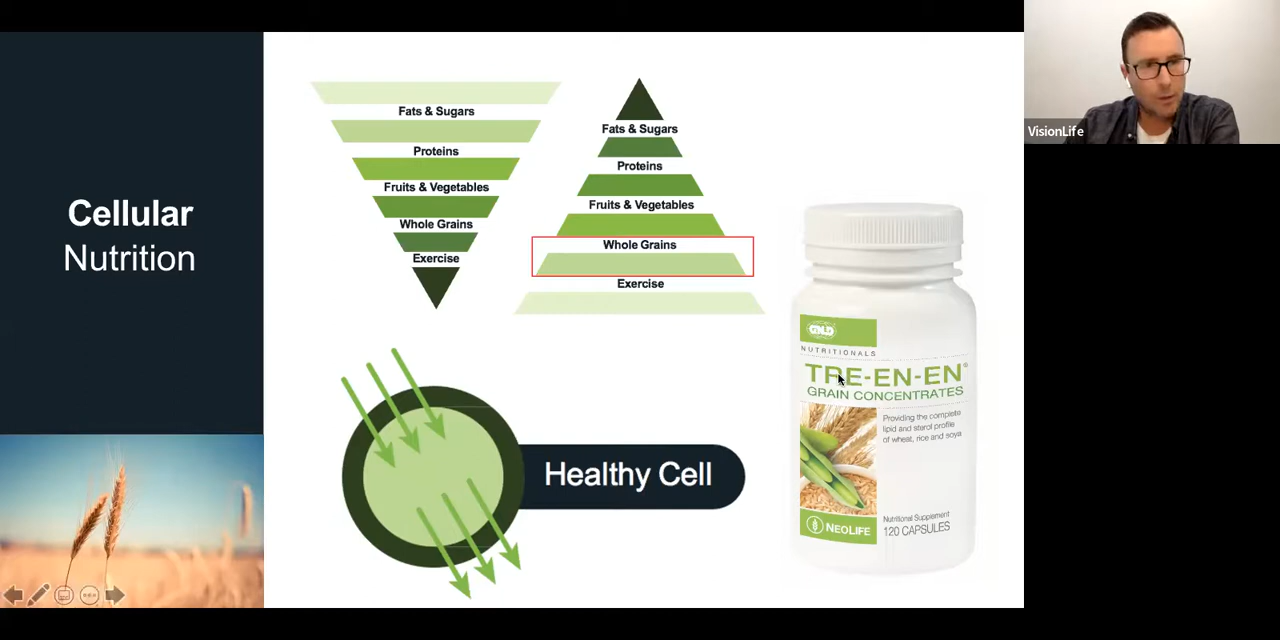 Cellular
Nutrition
Fats & Sugars
Proteins
Fruits & Vegetables
Whole Grains
Exercise
Fats & Sugars
Proteins
Fruits & Vegetables
Whole Grains
Exercise
Healthy Cell
GNLD
NUTRITIONALS
TRE-EN-EN®
GRAIN CONCENTRATES
Providing the complete
lipid and sterol profile
of wheat, rice and soya
NEOLIFE
Nutritional Supplement
120 CAPSULES
VisionLife